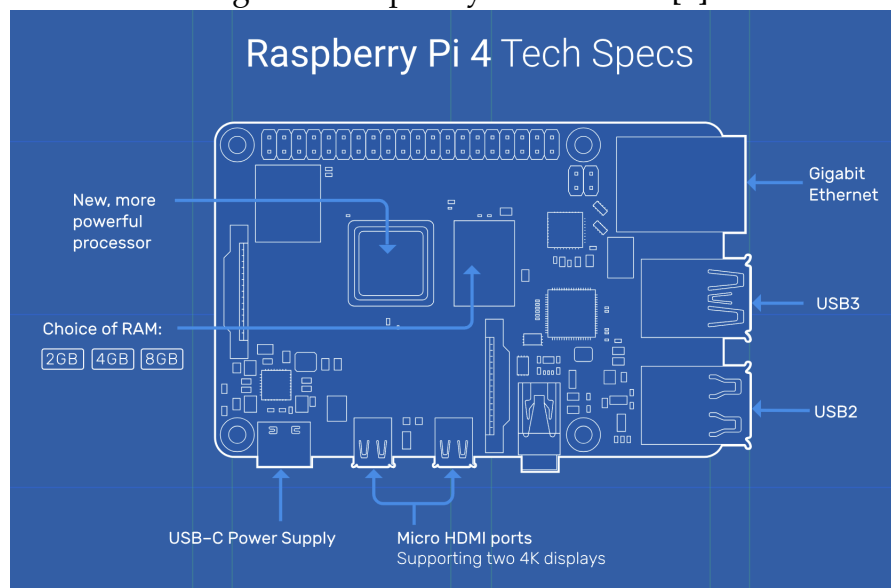 Raspberry Pi 4 Tech Specs
New, more
powerful
processor
Gigabit
Ethernet
Choice of RAM:
2GB 4GB 8GB
USB3
USB2
USB–C Power Supply
Micro HDMI ports
Supporting two 4K displays